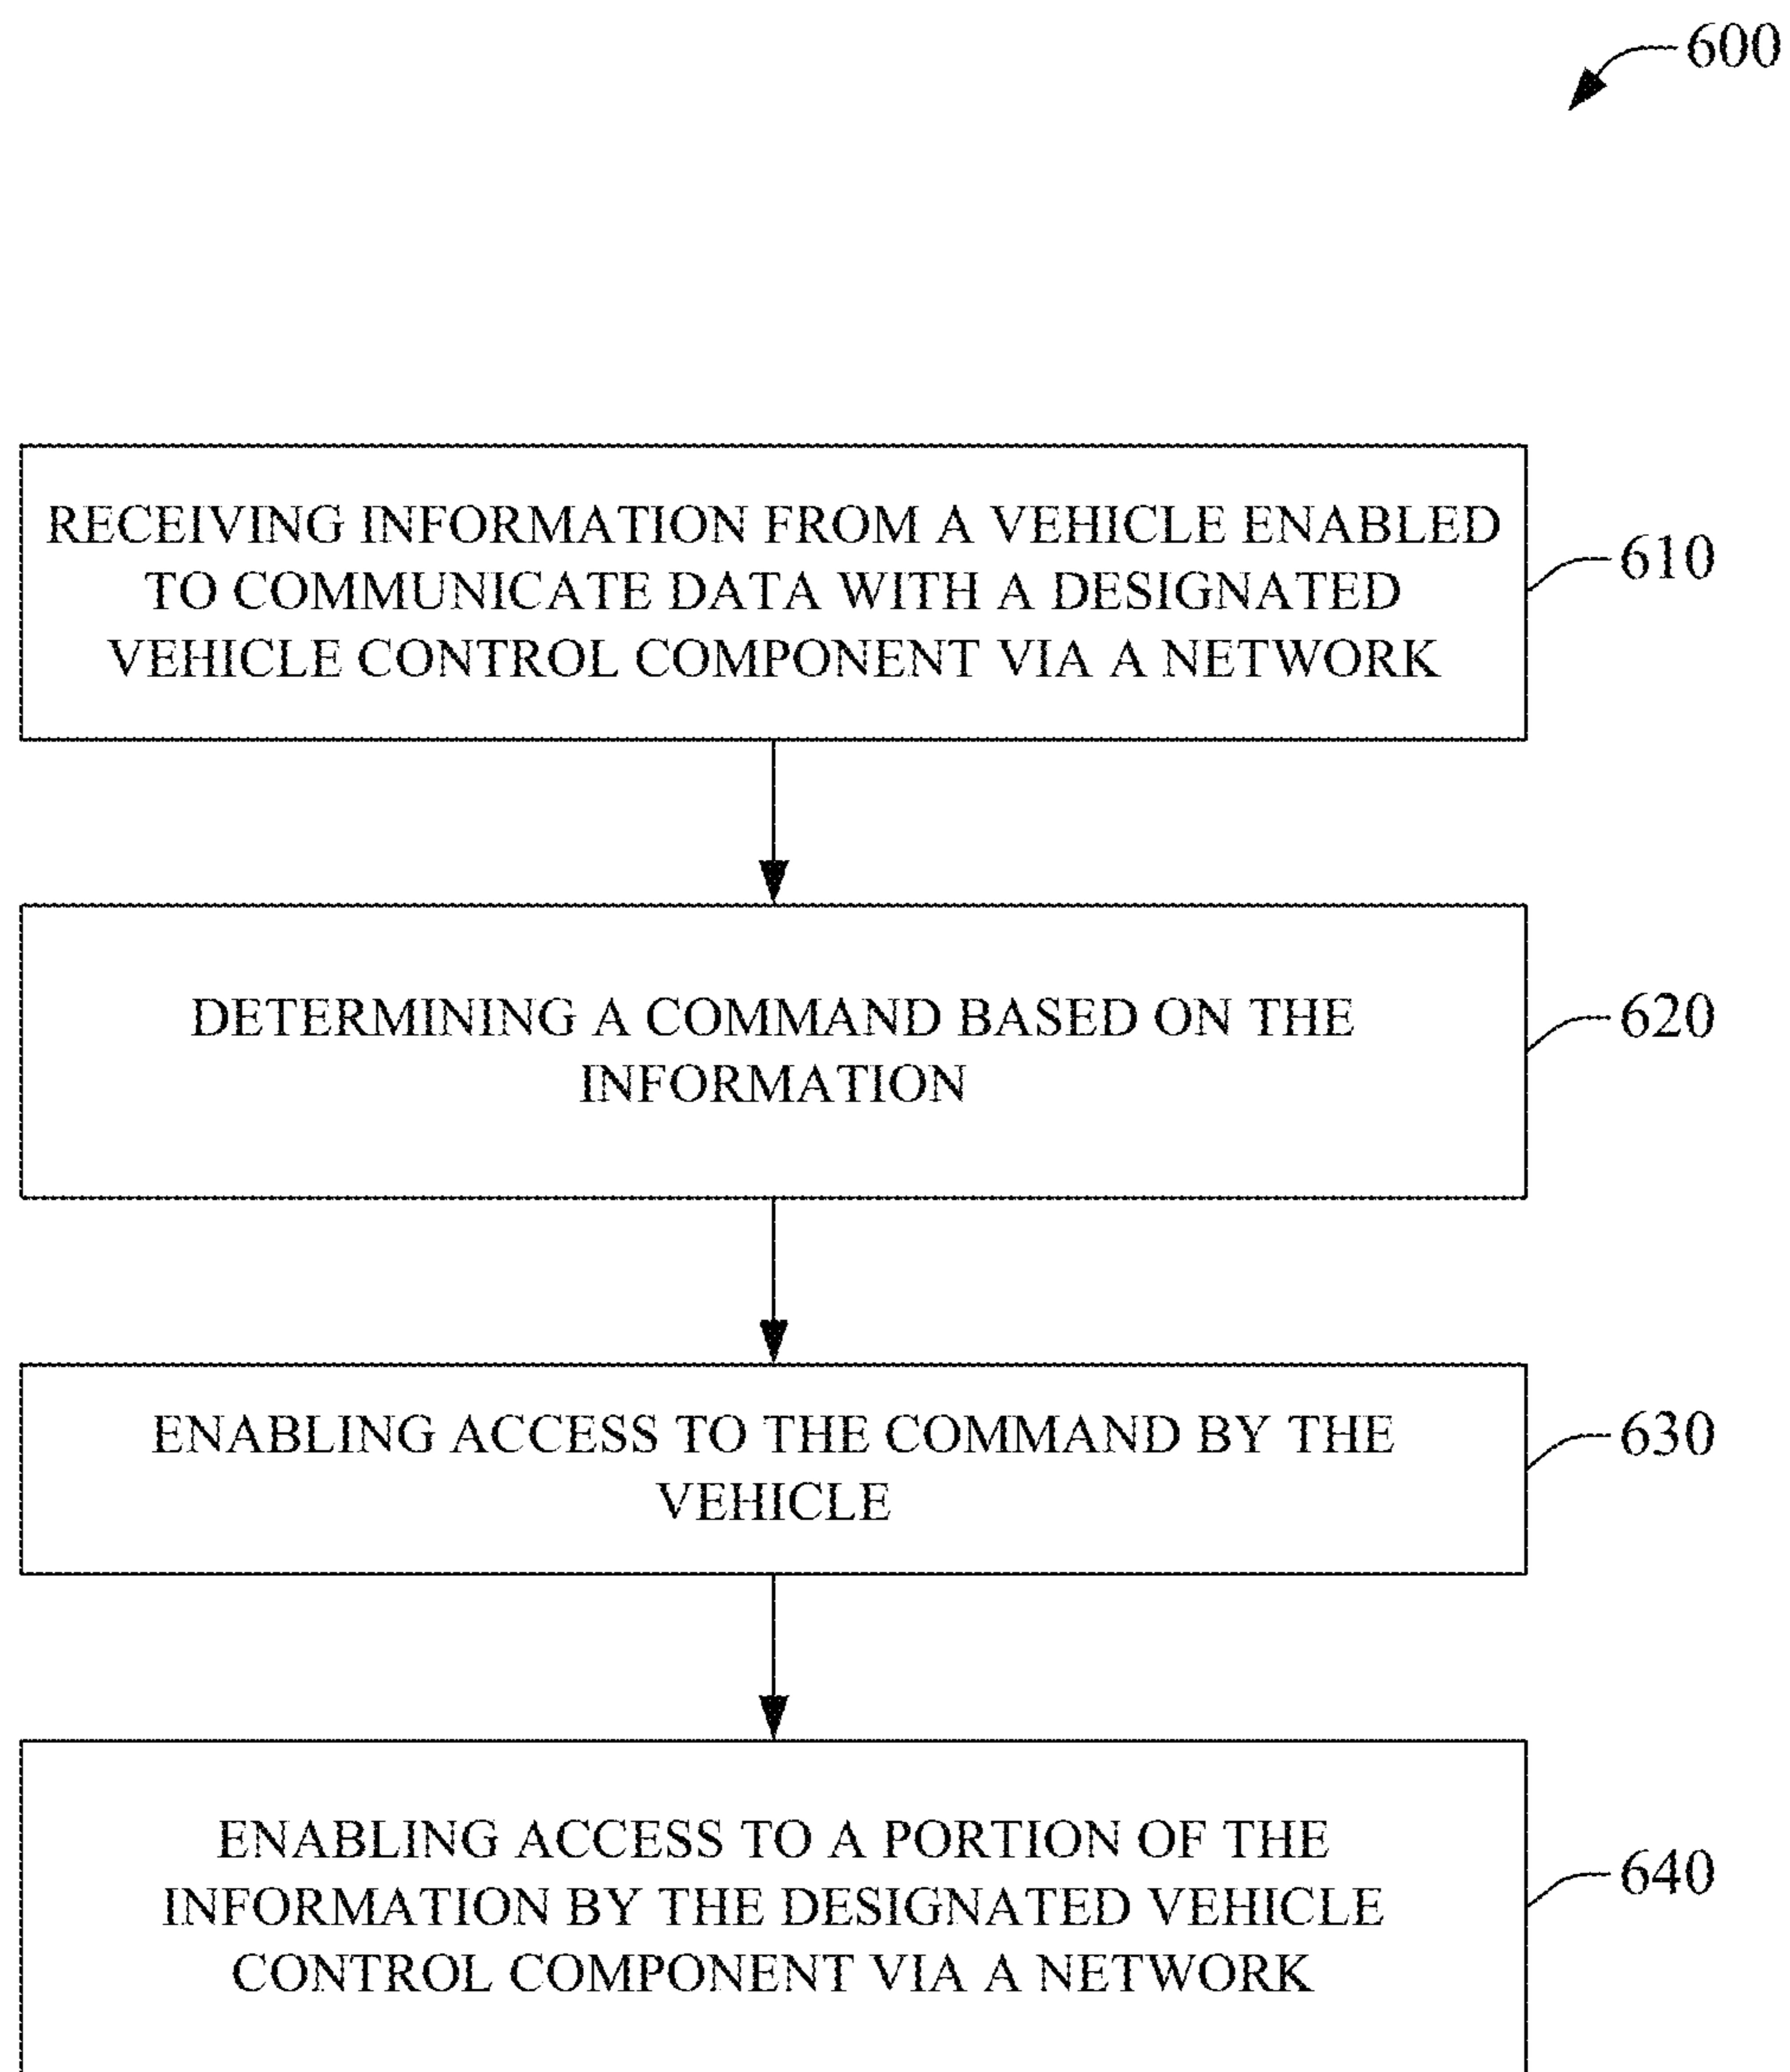 600
RECEIVING INFORMATION FROM A VEHICLE ENABLED
TO COMMUNICATE DATA WITH A DESIGNATED
VEHICLE CONTROL COMPONENT VIA A NETWORK
610
DETERMINING A COMMAND BASED ON THE
INFORMATION
620
ENABLING ACCESS TO THE COMMAND BY THE
VEHICLE
630
ENABLING ACCESS TO A PORTION OF THE
INFORMATION BY THE DESIGNATED VEHICLE
CONTROL COMPONENT VIA A NETWORK
640